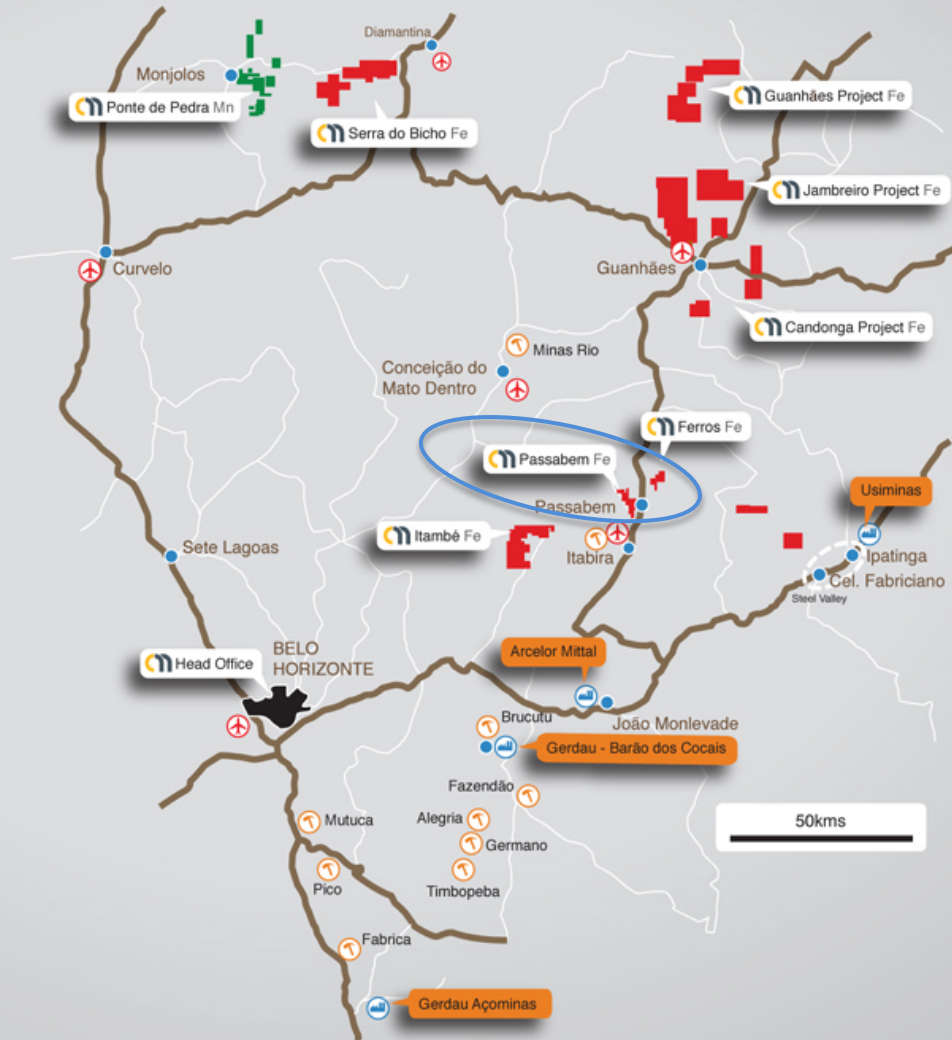 Diamantina
Monjolos
Ponte de Pedra Mn
Serra do Bicho Fe
Guanhães Project Fe
Jambreiro Project Fe
Curvelo
Guanhães
Candonga Project Fe
Minas Rio
Conceição do
Mato Dentro
Ferros Fe
Passabem Fe
Passabem
Usiminas
Itambé Fe
Itabira
Sete Lagoas
Ipatinga
Cel. Fabriciano
Steel Valley
BELO
HORIZONTE
Head Office
Arcelor Mittal
Brucutu
João Monlevade
Gerdau - Barão dos Cocais
Fazendão
Alegria
Mutuca
50kms
Germano
Pico
Timbopeba
Fabrica
Gerdau Açominas